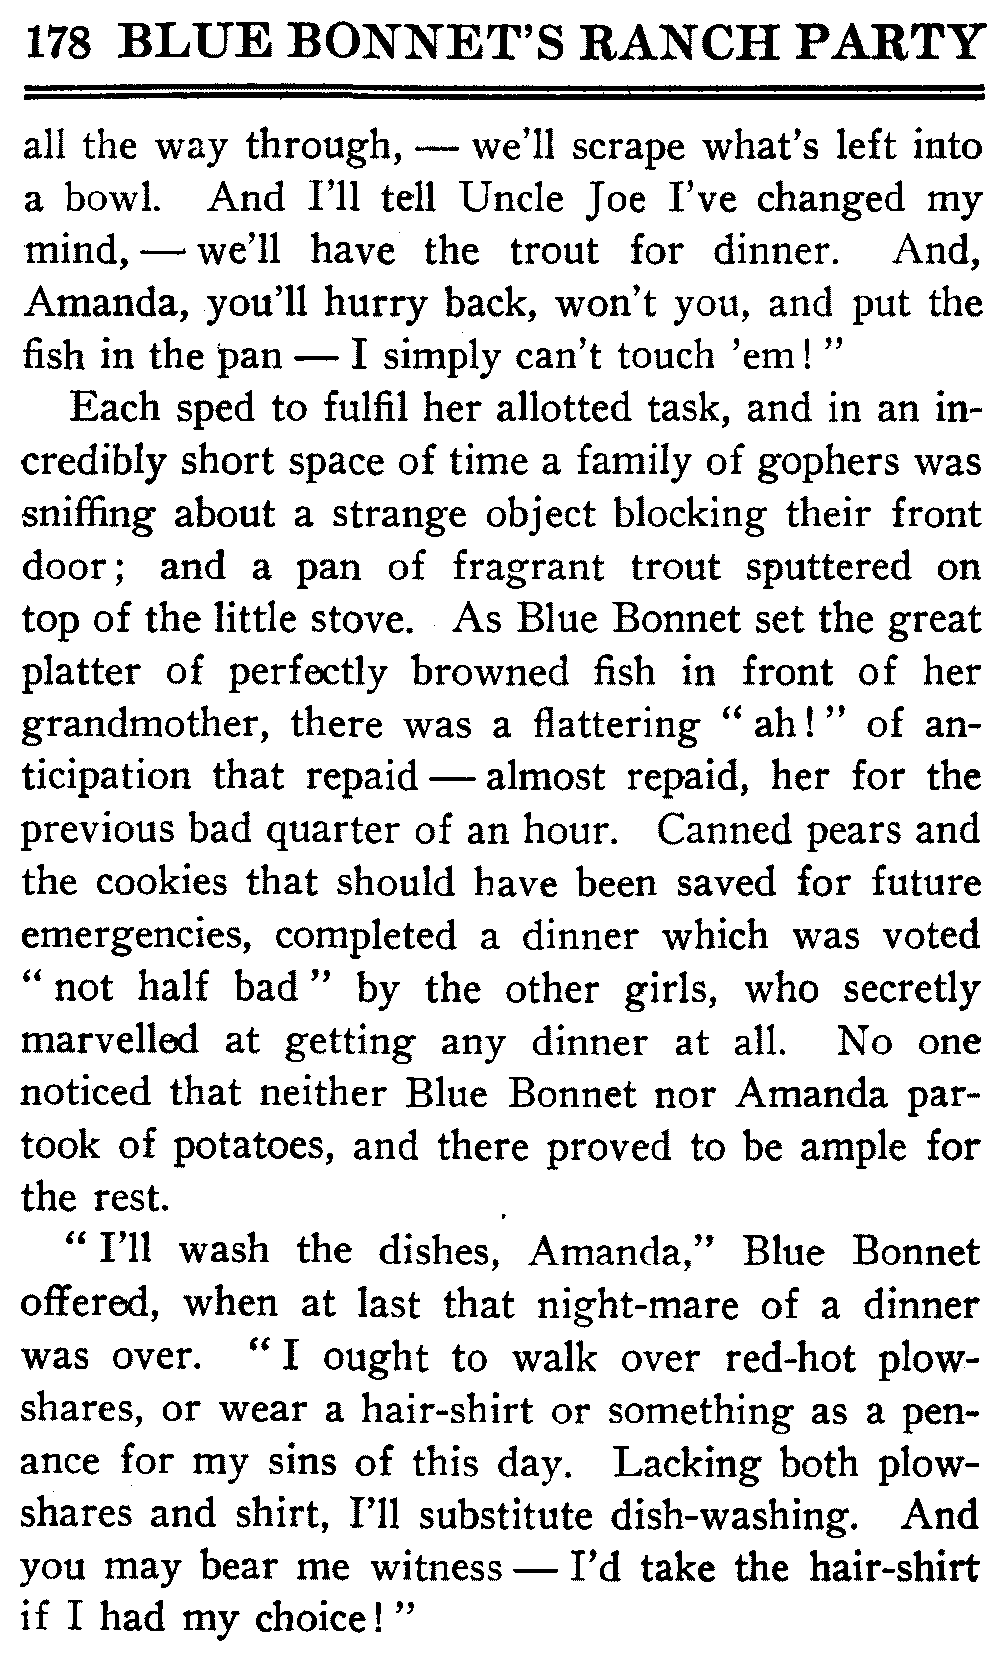 178 BLUE BONNET'S RANCH PARTY
all the way through, — we'll scrape what's left into
a bowl. And I'll tell Uncle Joe I've changed my
mind, — we'll have the trout for dinner. And,
Amanda, you'll hurry back, won't you, and put the
fish in the pan — I simply can't touch 'em! "
Each sped to fulfil her allotted task, and in an in-
credibly short space of time a family of gophers was
sniffing about a strange object blocking their front
door; and a pan of fragrant trout sputtered on
top of the little stove. As Blue Bonnet set the great
platter of perfectly browned fish in front of her
grandmother, there was a flattering " ah! " of an-
ticipation that repaid — almost repaid, her for the
previous bad quarter of an hour. Canned pears and
the cookies that should have been saved for future
emergencies, completed a dinner which was voted
" not half bad " by the other girls, who secretly
marvelled at getting any dinner at all. No one
noticed that neither Blue Bonnet nor Amanda par-
took of potatoes, and there proved to be ample for
the rest.
" I'll wash the dishes, Amanda," Blue Bonnet
offered, when at last that night-mare of a dinner
was over. " I ought to walk over red-hot plow-
shares, or wear a hair-shirt or something as a pen-
ance for my sins of this day. Lacking both plow-
shares and shirt, I'll substitute dish-washing. And
you may bear me witness — I'd take the hair-shirt
if I had my choice! "